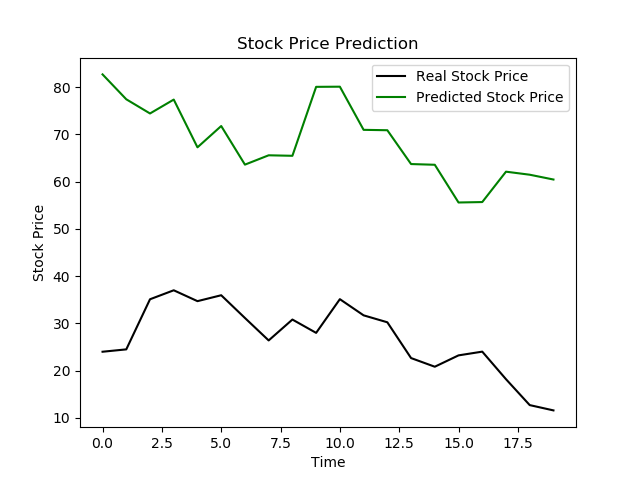 Stock Price Prediction
Real Stock Price
Predicted Stock Price
Stock Price
80
70
60
50
40
30
20
10
0.0 2.5 5.0 7.5 10.0 12.5 15.0 17.5
Time